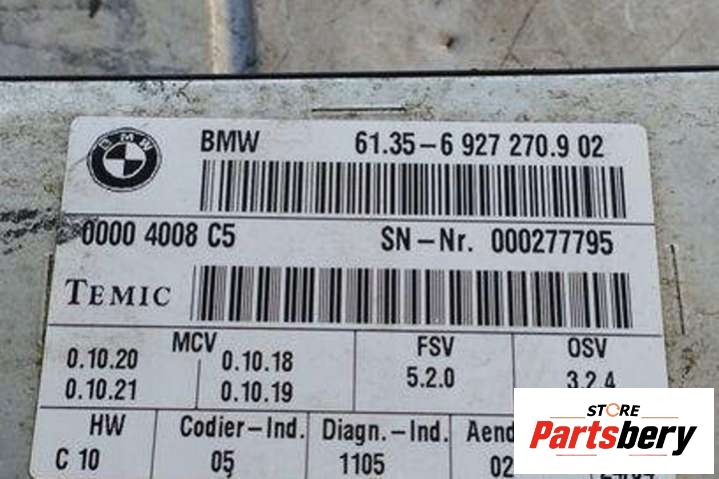 BMW
BMW 61.35-6 927 270.9 02
0000 4008 C5 SN-Nr. 000277795
TEMIC
MCV FSV OSV
0.10.20 0.10.18 5.2.0 3.2.4
0.10.21 0.10.19
HW Codier-Ind. Diagn.-Ind. Aend
C 10 05 1105 02
STORE
Partsbery